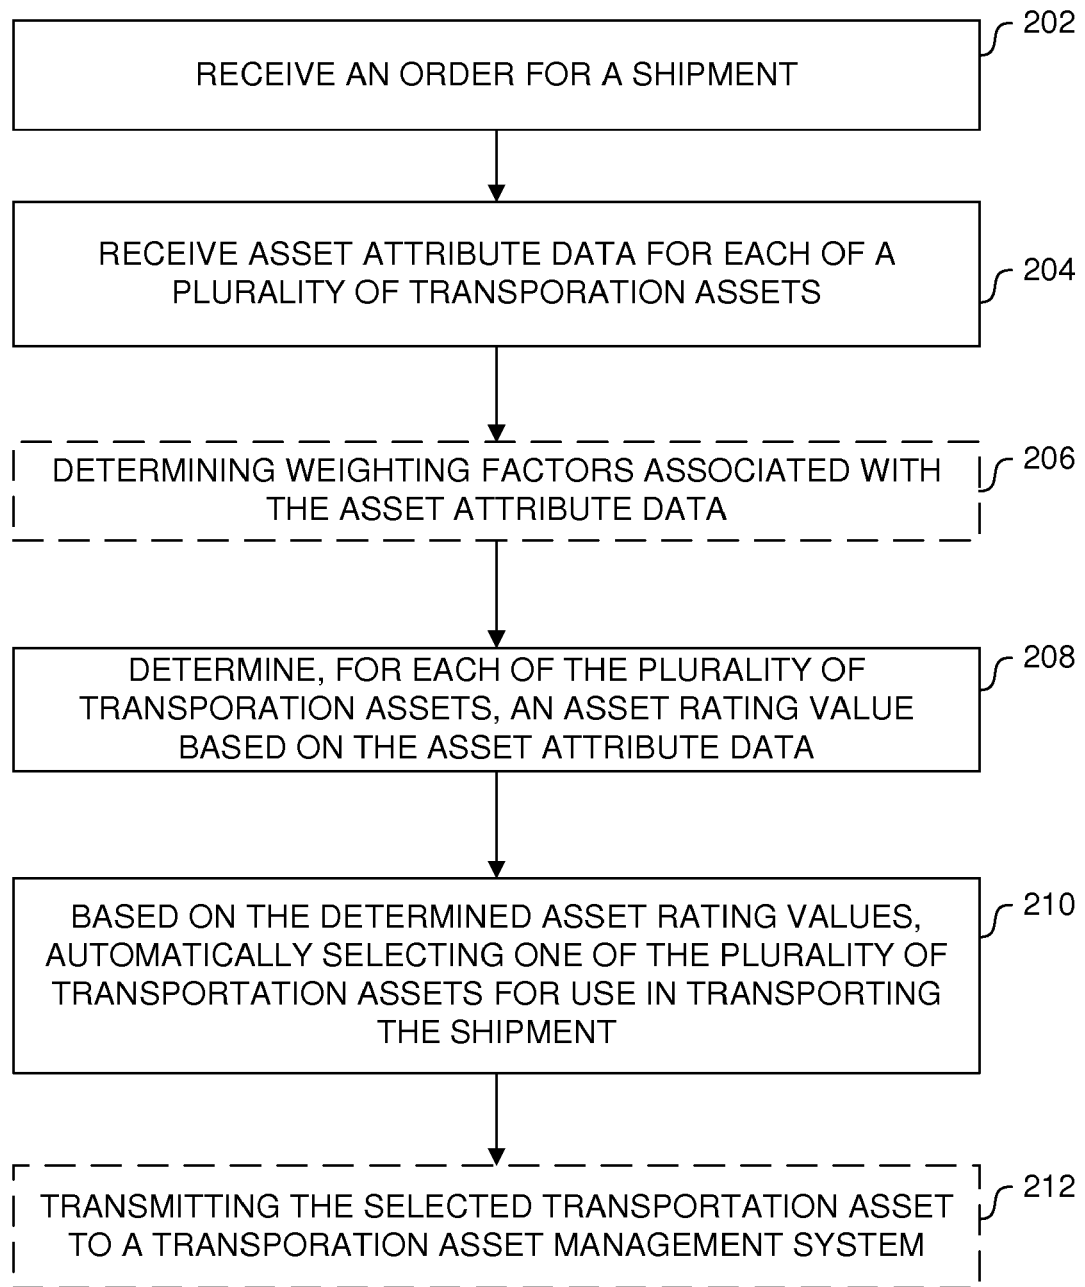 202
RECEIVE AN ORDER FOR A SHIPMENT
RECEIVE ASSET ATTRIBUTE DATA FOR EACH OF A
PLURALITY OF TRANSPORATION ASSETS
204
206
DETERMINING WEIGHTING FACTORS ASSOCIATED WITH
THE ASSET ATTRIBUTE DATA
208
DETERMINE, FOR EACH OF THE PLURALITY OF
TRANSPORATION ASSETS, AN ASSET RATING VALUE
BASED ON THE ASSET ATTRIBUTE DATA
210
BASED ON THE DETERMINED ASSET RATING VALUES,
AUTOMATICALLY SELECTING ONE OF THE PLURALITY OF
TRANSPORTATION ASSETS FOR USE IN TRANSPORTING
THE SHIPMENT
212
TRANSMITTING THE SELECTED TRANSPORTATION ASSET
TO A TRANSPORATION ASSET MANAGEMENT SYSTEM